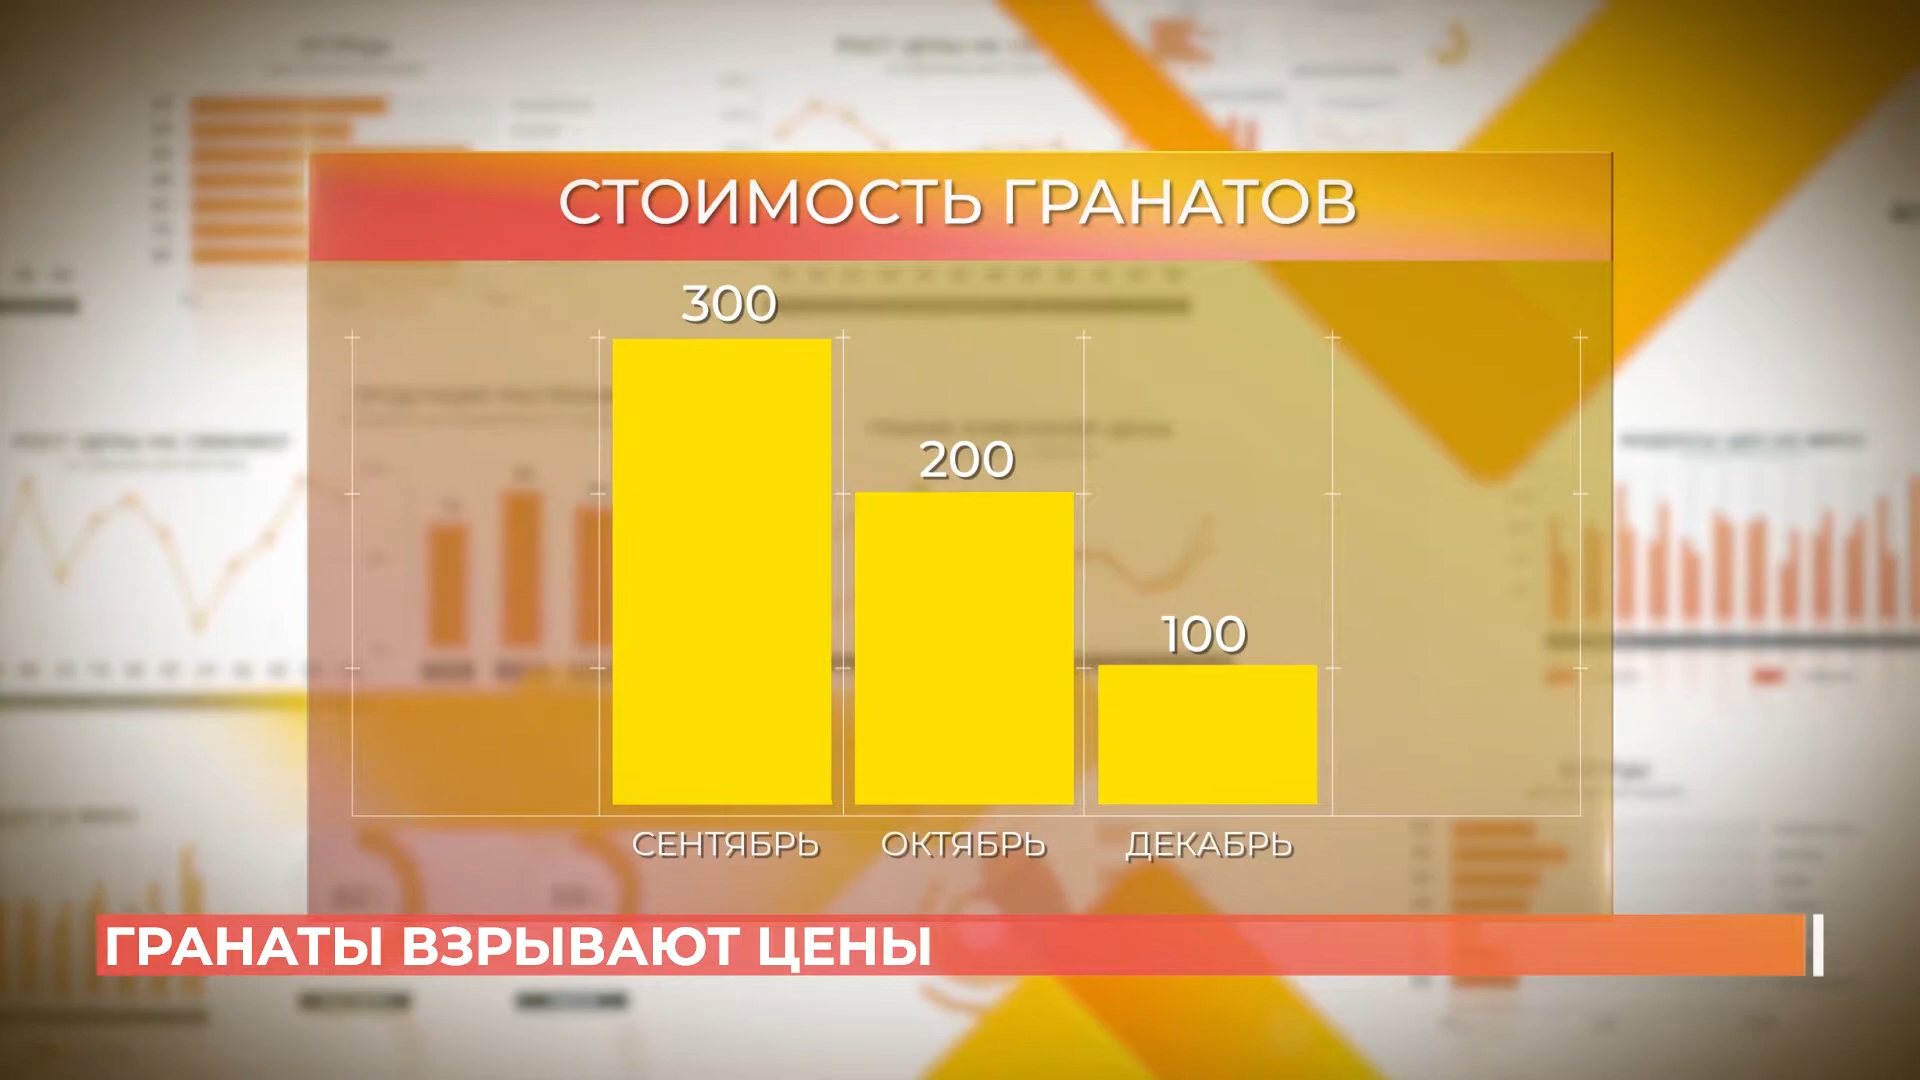 СТОИМОСТЬ ГРАНАТОВ
300
200
100
СЕНТЯБРЬ ОКТЯБРЬ ДЕКАБРЬ
ГРАНАТЫ ВЗРЫВАЮТ ЦЕНЫ